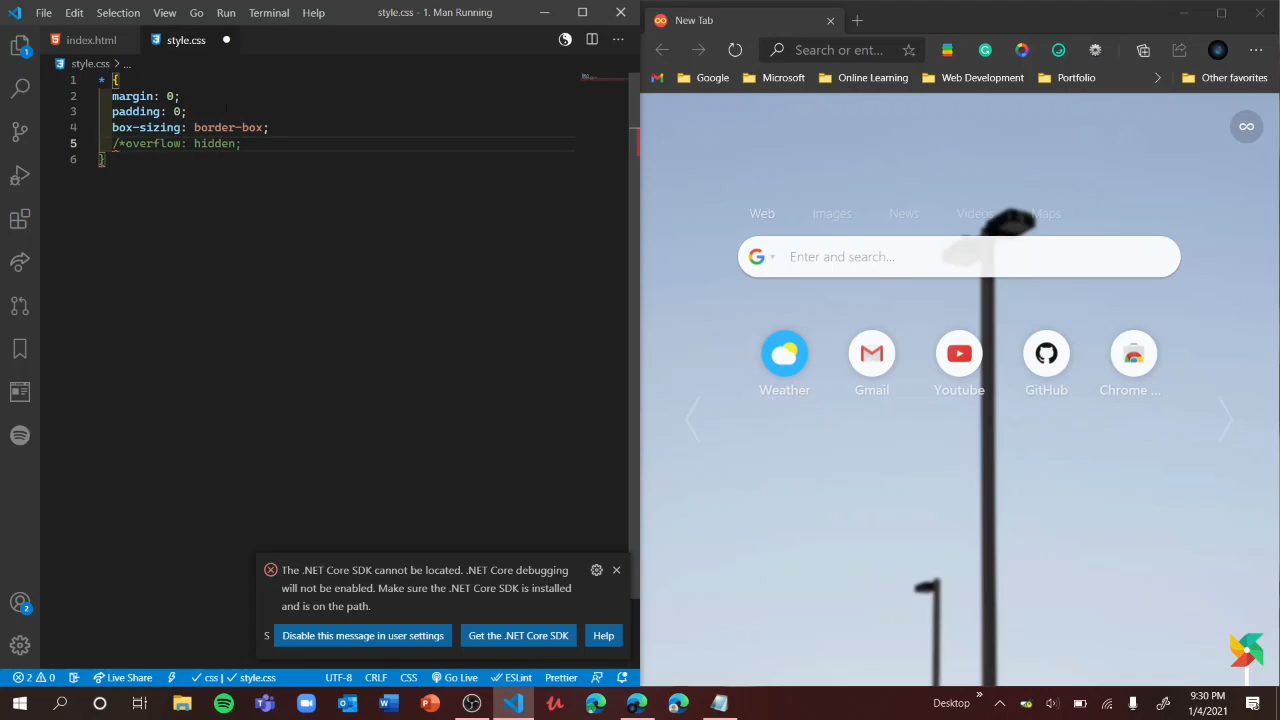 File Edit Selection View Go Run Terminal Help style.css - 1. Man Running
index.html style.css
style.css > ...
1 * {
2 margin: 0;
3 padding: 0;
4 box-sizing: border-box;
5 /*overflow: hidden;
6 }
1
2
The .NET Core SDK cannot be located. .NET Core debugging
will not be enabled. Make sure the .NET Core SDK is installed
and is on the path.
S Disable this message in user settings Get the .NET Core SDK Help
2 0 Live Share css | style.css UTF-8 CRLF CSS Go Live ESLint Prettier
New Tab
Search or ent...
Google Microsoft Online Learning Web Development Portfolio Other favorites
Web Images News Videos Maps
Enter and search...
Weather Gmail Youtube GitHub Chrome ...
Desktop 9:30 PM
1/4/2021